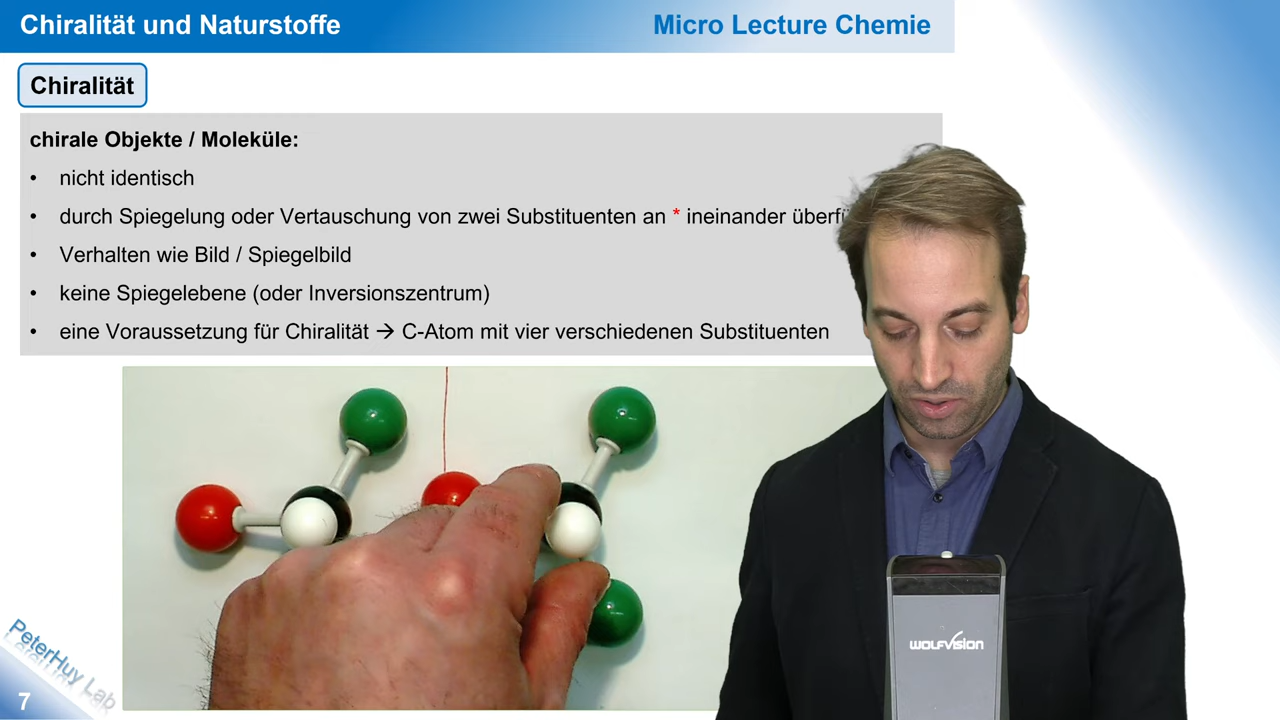 Chiralität und Naturstoffe
Micro Lecture Chemie
Chiralität
chirale Objekte / Moleküle:
• nicht identisch
• durch Spiegelung oder Vertauschung von zwei Substituenten an * ineinander
• Verhalten wie Bild / Spiegelbild
• keine Spiegelebene (oder Inversionszentrum)
• eine Voraussetzung für Chiralität → C-Atom mit vier verschiedenen Substituenten
WOLFVISION
PeterHuy Lab
7